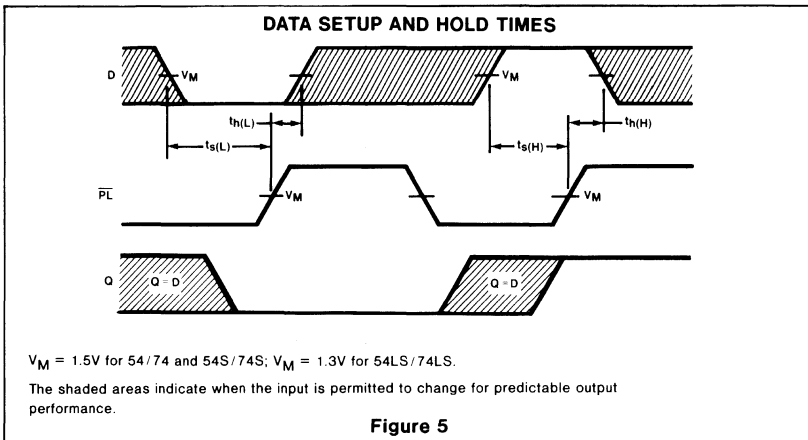 DATA SETUP AND HOLD TIMES
D
VM
VM
th(L)
th(H)
ts(L)
ts(H)
PL
VM
VM
Q
Q = D
Q = D
VM = 1.5V for 54/74 and 54S/74S; VM = 1.3V for 54LS/74LS.
The shaded areas indicate when the input is permitted to change for predictable output
performance.
Figure 5